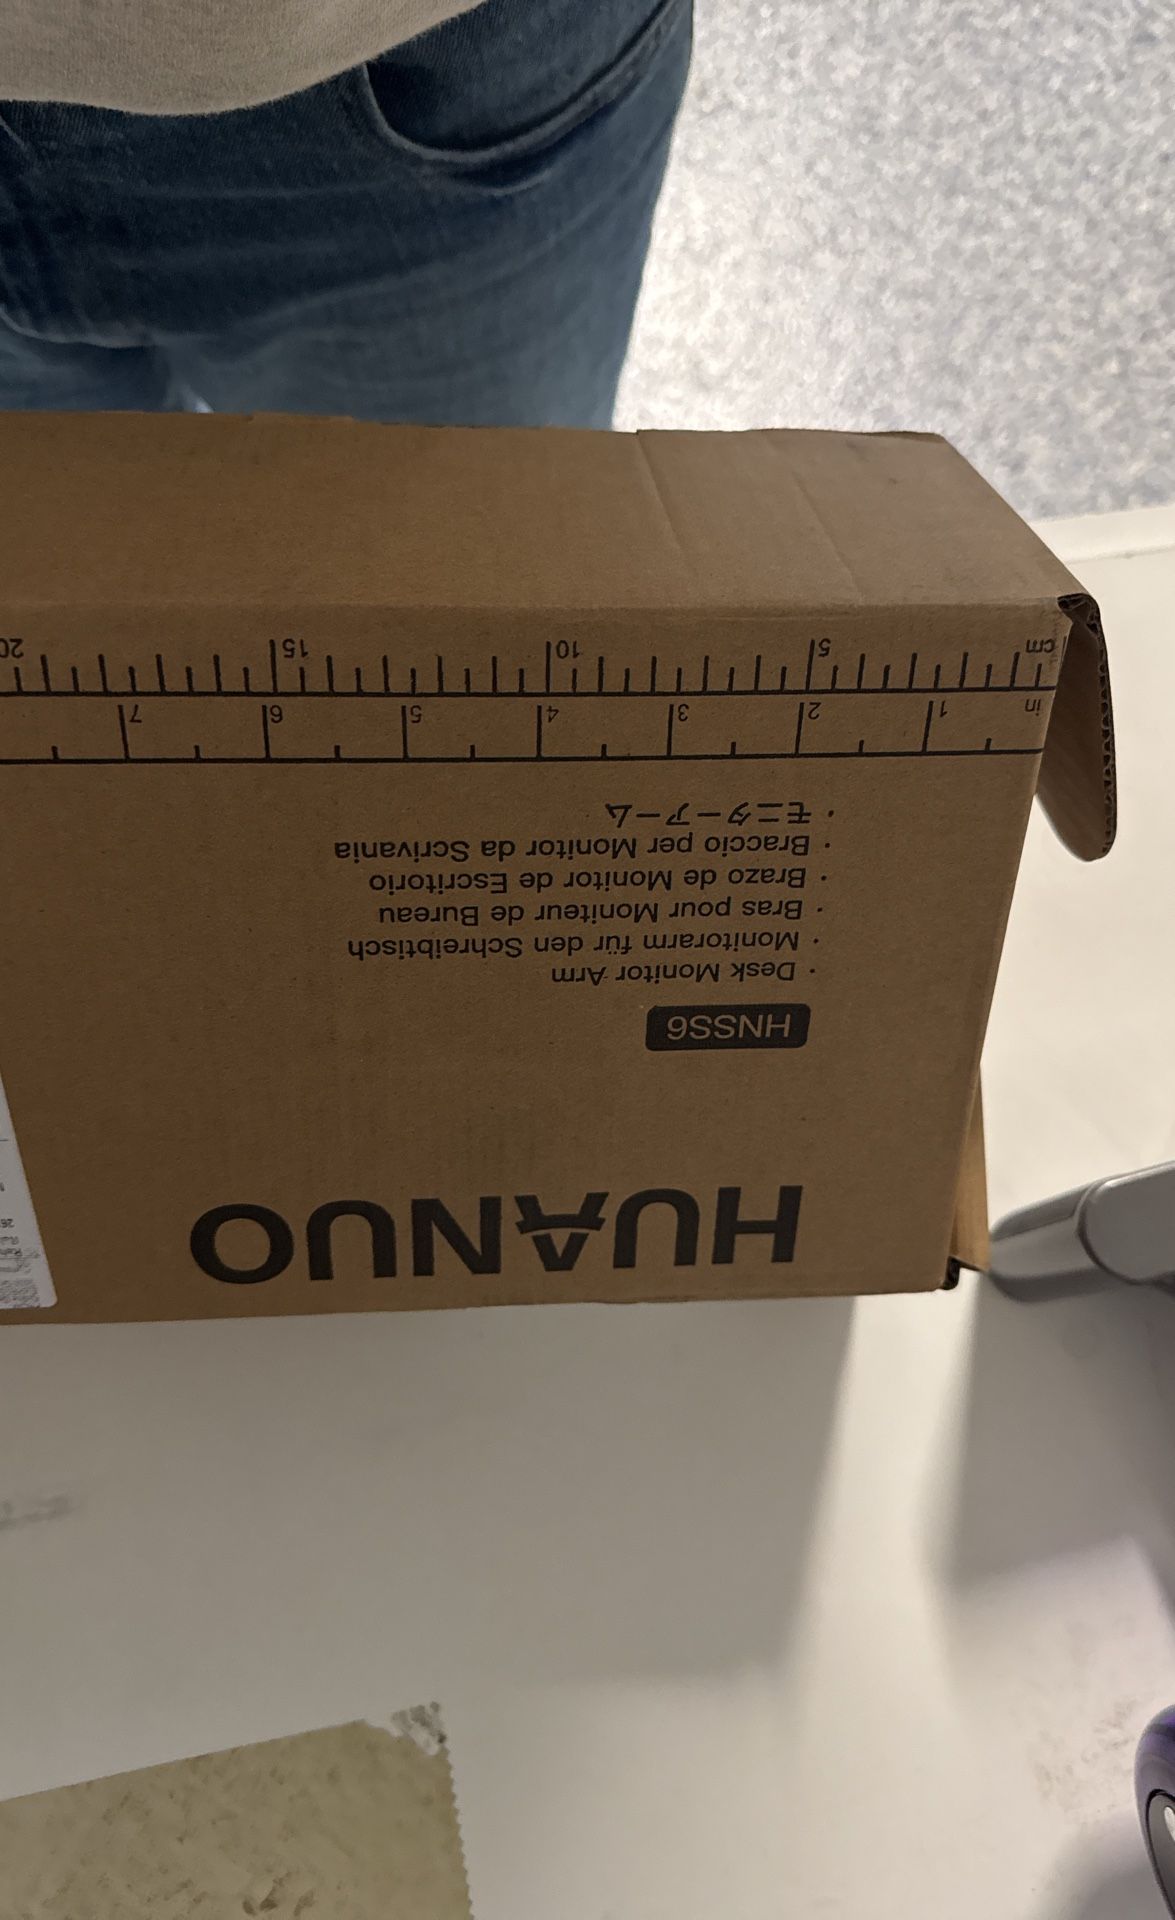 HUANUO
HNSS6
· Desk Monitor Arm
· Monitorarm für den Schreibtisch
· Bras pour Moniteur de Bureau
· Brazo de Monitor de Escritorio
· Braccio per Monitor da Scrivania
· モニターアーム
in 1 2 3 4 5 6 7
cm 5 10 15 20